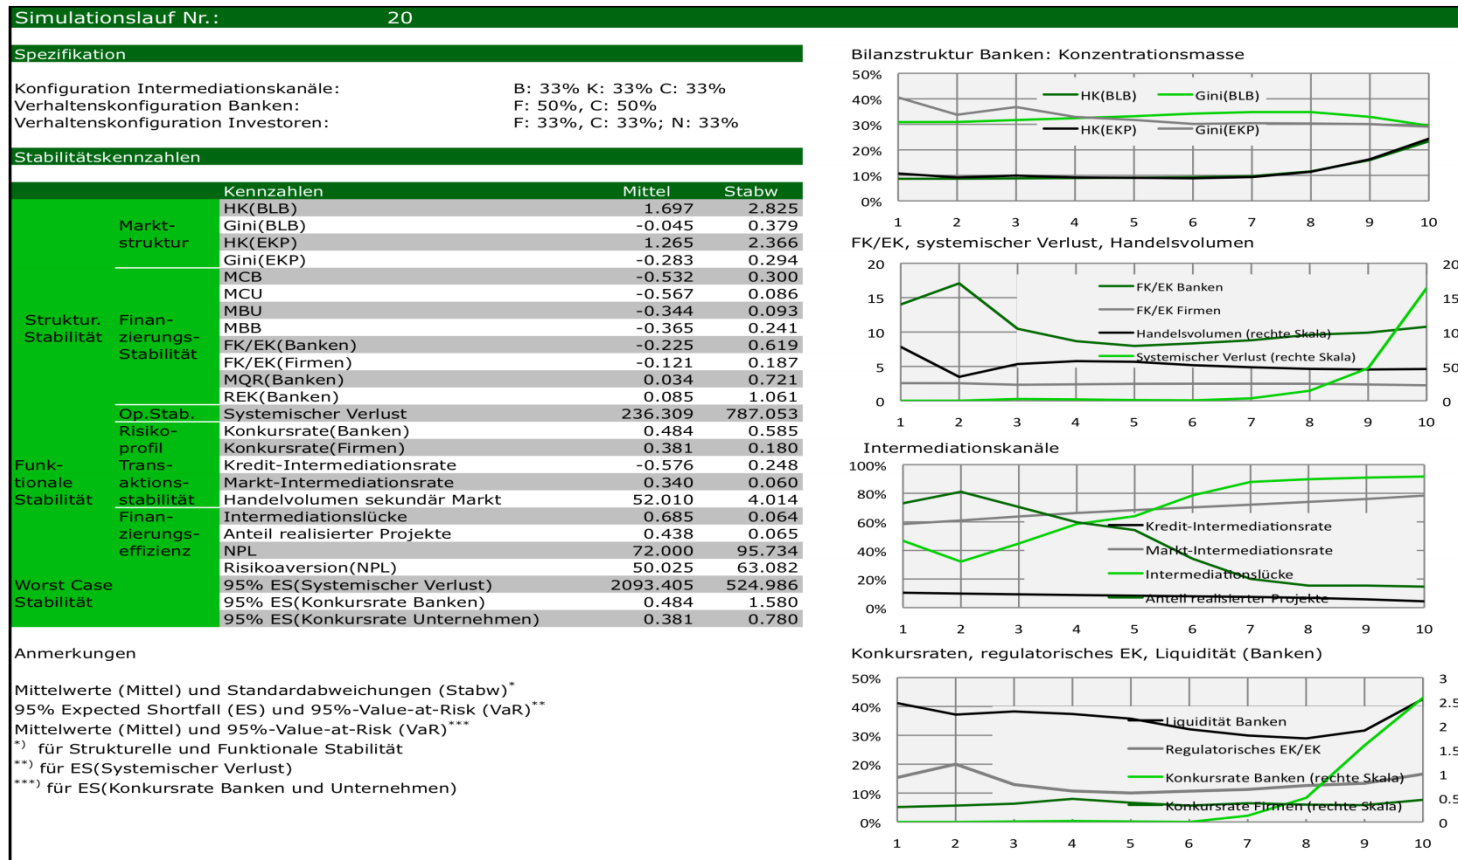 Simulationslauf Nr.: 20
Spezifikation
Konfiguration Intermediationskanäle: B: 33% K: 33% C: 33%
Verhaltenskonfiguration Banken: F: 50%, C: 50%
Verhaltenskonfiguration Investoren: F: 33%, C: 33%; N: 33%
Stabilitätskennzahlen
Kennzahlen Mittel Stabw
HK(BLB) 1.697 2.825
Markt- Gini(BLB) -0.045 0.379
struktur HK(EKP) 1.265 2.366
Gini(EKP) -0.283 0.294
MCB -0.532 0.300
MCU -0.567 0.086
MBU -0.344 0.093
Struktur. Finan- MBB -0.365 0.241
Stabilität zierungs- FK/EK(Banken) -0.225 0.619
Stabilität FK/EK(Firmen) -0.121 0.187
MQR(Banken) 0.034 0.721
REK(Banken) 0.085 1.061
Op.Stab. Systemischer Verlust 236.309 787.053
Risiko- Konkursrate(Banken) 0.484 0.585
profil Konkursrate(Firmen) 0.381 0.180
Funk- Trans- Kredit-Intermediationsrate -0.576 0.248
tionale aktions- Markt-Intermediationsrate 0.340 0.060
Stabilität stabilität Handelvolumen sekundär Markt 52.010 4.014
Finan- Intermediationslücke 0.685 0.064
zierungs- Anteil realisierter Projekte 0.438 0.065
effizienz NPL 72.000 95.734
Risikoaversion(NPL) 50.025 63.082
Worst Case 95% ES(Systemischer Verlust) 2093.405 524.986
Stabilität 95% ES(Konkursrate Banken) 0.484 1.580
95% ES(Konkursrate Unternehmen) 0.381 0.780
Anmerkungen
Mittelwerte (Mittel) und Standardabweichungen (Stabw)*
95% Expected Shortfall (ES) und 95%-Value-at-Risk (VaR)**
Mittelwerte (Mittel) und 95%-Value-at-Risk (VaR)***
*) für Strukturelle und Funktionale Stabilität
**) für ES(Systemischer Verlust)
***) für ES(Konkursrate Banken und Unternehmen)
Bilanzstruktur Banken: Konzentrationsmasse
50%
40%
30%
20%
10%
0%
HK(BLB) Gini(BLB)
HK(EKP) Gini(EKP)
1 2 3 4 5 6 7 8 9 10
FK/EK, systemischer Verlust, Handelsvolumen
20 20
15 15
10 10
5 50
0 0
FK/EK Banken
FK/EK Firmen
Handelsvolumen (rechte Skala)
Systemischer Verlust (rechte Skala)
1 2 3 4 5 6 7 8 9 10
Intermediationskanäle
100%
80%
60%
40%
20%
0%
Kredit-Intermediationsrate
Markt-Intermediationsrate
Intermediationslücke
Anteil realisierter Projekte
1 2 3 4 5 6 7 8 9 10
Konkursraten, regulatorisches EK, Liquidität (Banken)
50% 3
40% 2.5
30% 2
20% 1.5
10% 1
0% 0.5
0
Liquidität Banken
Regulatorisches EK/EK
Konkursrate Banken (rechte Skala)
Konkursrate Firmen (rechte Skala)
1 2 3 4 5 6 7 8 9 10